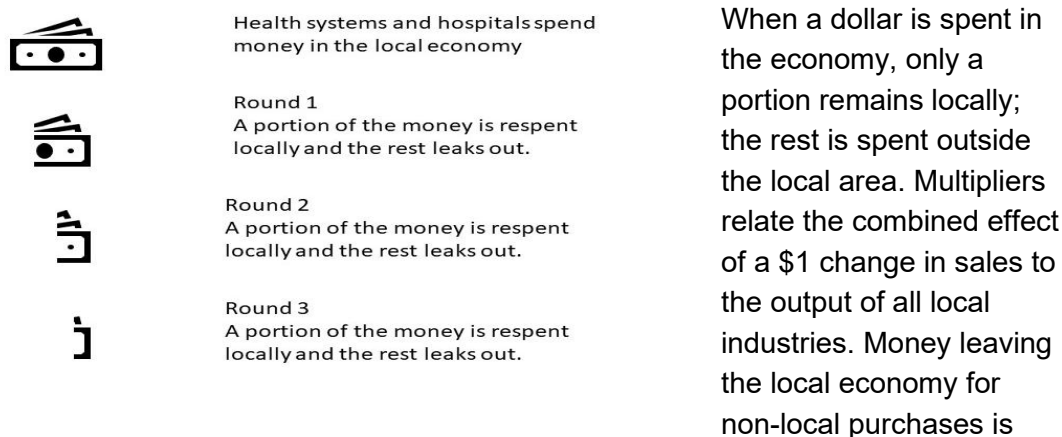 Health systems and hospitals spend
money in the local economy
Round 1
A portion of the money is respent
locally and the rest leaks out.
Round 2
A portion of the money is respent
locally and the rest leaks out.
Round 3
A portion of the money is respent
locally and the rest leaks out.
When a dollar is spent in
the economy, only a
portion remains locally;
the rest is spent outside
the local area. Multipliers
relate the combined effect
of a $1 change in sales to
the output of all local
industries. Money leaving
the local economy for
non-local purchases is